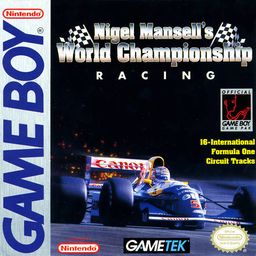 Nintendo
GAME BOY
Nigel Mansell's
World Championship
RACING
OFFICIAL
Nintendo
GAME BOY
GAME PAK
16-International
Formula One
Circuit Tracks
Canon
Nintendo
GAMETEK